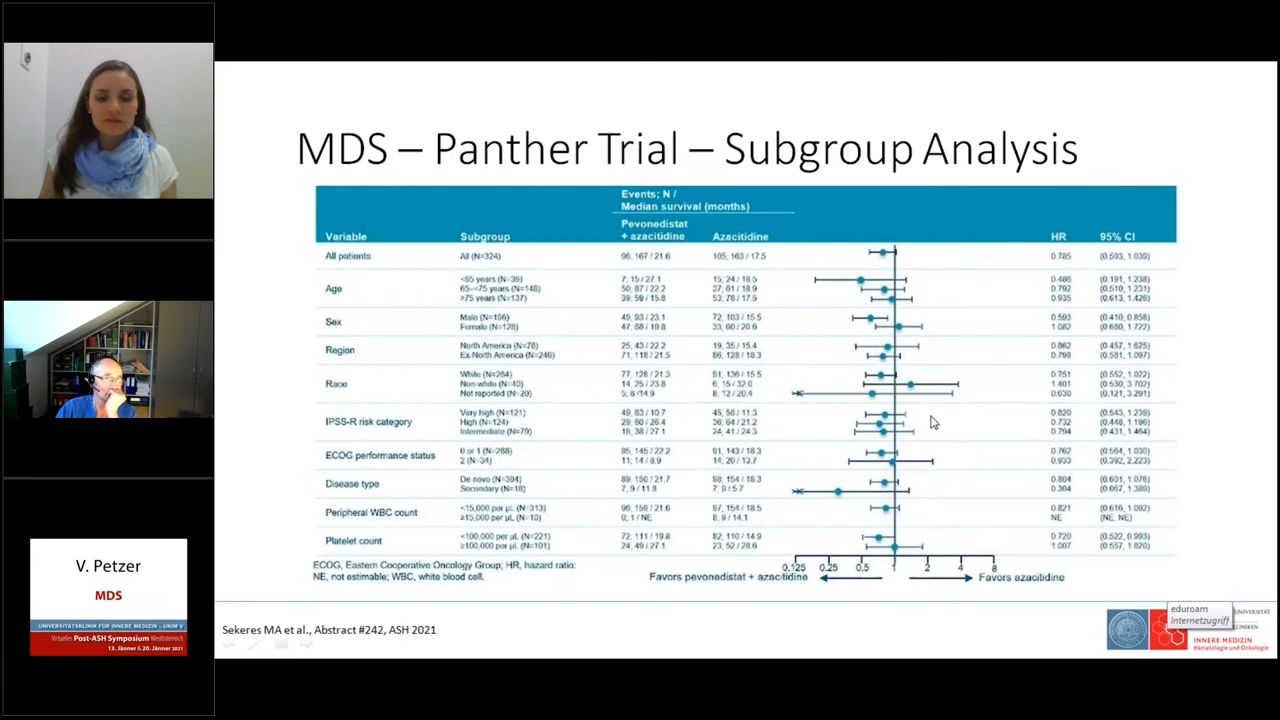 MDS – Panther Trial – Subgroup Analysis
Events; N /
Median survival (months)
Variable Subgroup Pevonedistat + azacitidine Azacitidine HR 95% CI
All patients All (N=324) 96, 167 / 21.6 105, 163 / 17.5 0.785 (0.593, 1.039)
Age <65 years (N=39) 7; 15 / 27.1 15; 24 / 18.5 0.486 (0.191, 1.238)
65-<75 years (N=148) 50, 87 / 22.2 37; 61 / 18.9 0.792 (0.510, 1.231)
>75 years (N=137) 39; 59 / 15.8 53; 78 / 17.5 0.935 (0.613, 1.426)
Sex Male (N=196) 49, 93 / 23.1 72, 103 / 15.5 0.593 (0.410, 0.858)
Female (N=128) 47, 68 / 19.8 33, 60 / 20.6 1.082 (0.680, 1.722)
Region North America (N=78) 25, 43 / 22.2 19, 35 / 15.4 0.862 (0.457, 1.625)
Ex-North America (N=246) 71, 118 / 21.5 86, 128 / 18.3 0.798 (0.581, 1.097)
Race White (N=264) 77, 128 / 21.3 91, 136 / 15.5 0.751 (0.552, 1.022)
Non-white (N=40) 14, 25 / 23.8 6, 15 / 32.0 1.401 (0.530, 3.702)
Not reported (N=20) 5; 8 /14.9 8; 12 / 20.4 0.630 (0.121, 3.291)
IPSS-R risk category Very high (N=121) 49, 63 / 10.7 45, 58 / 11.3 0.820 (0.543, 1.239)
High (N=124) 29; 60 / 26.4 36; 64 / 21.2 0.732 (0.448, 1.196)
Intermediate (N=79) 18, 38 / 27.1 24, 41 / 24.3 0.794 (0.431, 1.464)
ECOG performance status 0 or 1 (N=288) 85, 145 / 22.2 91, 143 / 18.3 0.762 (0.564, 1.030)
2 (N=34) 11; 14 / 8.9 14; 20 / 13.7 0.933 (0.392, 2.223)
Disease type De novo (N=304) 89, 150 / 21.7 98; 154 / 18.3 0.804 (0.601, 1.076)
Secondary (N=18) 7, 9 / 11.8 7, 9 / 5.7 (0.067, 1.389)
Peripheral WBC count <15,000 per µL (N=313) 96, 159 / 21.6 97, 154 / 18.5 0.821 (0.616, 1.092)
≥15,000 per µL (N=10) 0; 1 / NE 8; 9 / 14.1 NE (NE, NE)
Platelet count <100,000 per µL (N=221) 72, 111 / 19.8 82; 110 / 14.9 0.720 (0.522, 0.993)
≥100,000 per µL (N=101) 24; 49 / 27.1 23, 52 / 28.6 1.007 (0.557, 1.820)
0.125 0.25 0.5 1 2 4 8
Favors pevonedistat + azacitidine Favors azacitidine
ECOG, Eastern Cooperative Oncology Group; HR, hazard ratio:
NE, not estimable; WBC, white blood cell.
Sekeres MA et al., Abstract #242, ASH 2021
eduroam
Internetzugriff
UNIVERSITÄT
KLINIKEN
INNERE MEDIZIN
Hämatologie und Onkologie
V. Petzer
MDS
UNIVERSITÄTSKLINIK FÜR INNERE MEDIZIN – UKIM V
Virtuelles Post-ASH Symposium Westösterreich
13. Jänner & 20. Jänner 2021